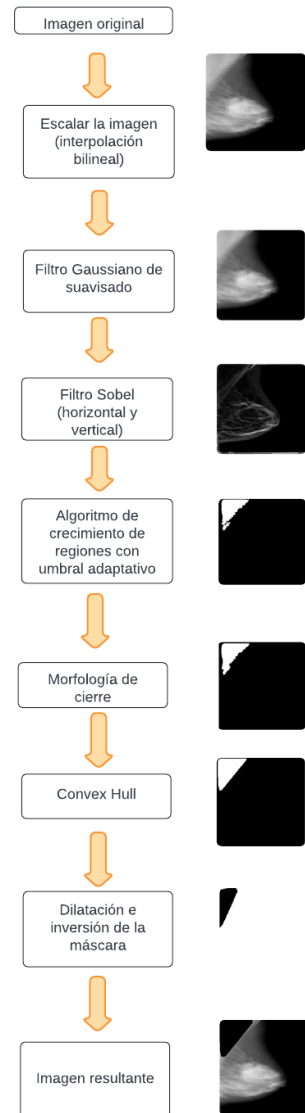 Imagen original
Escalar la imagen
(interpolación
bilineal)
Filtro Gaussiano de
suavisado
Filtro Sobel
(horizontal y
vertical)
Algoritmo de
crecimiento de
regiones con
umbral adaptativo
Morfología de
cierre
Convex Hull
Dilatación e
inversión de la
máscara
Imagen resultante